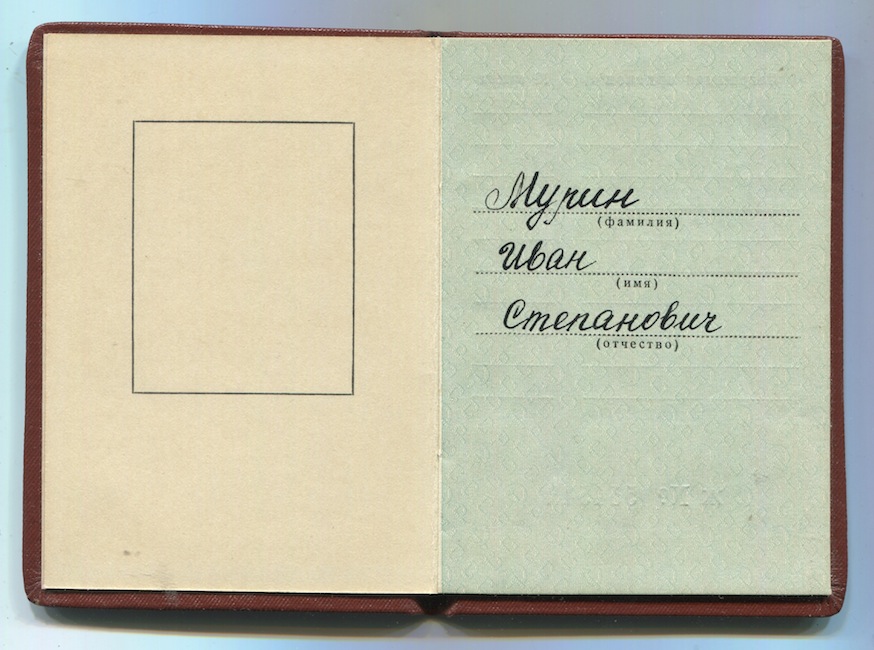 Мурин
(фамилия)
Иван
(имя)
Степанович
(отчество)